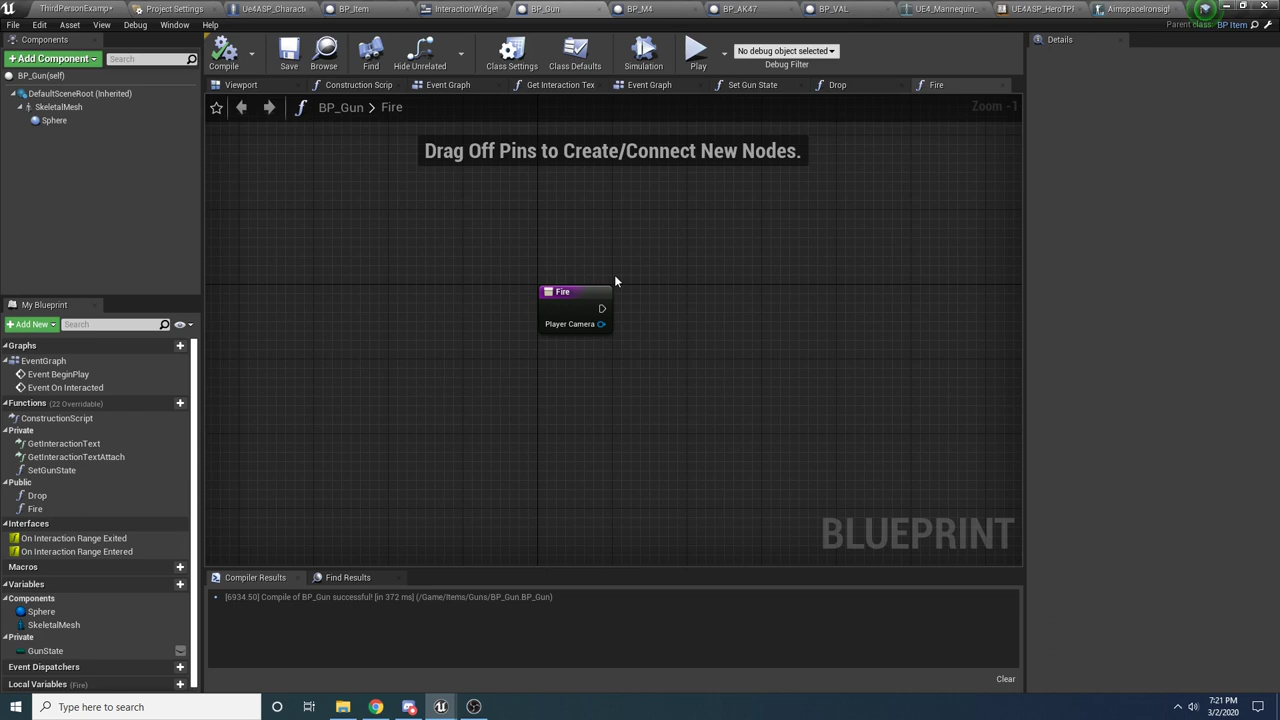 ThirdPersonExamp*
Project Settings
Ue4ASP_Charact
BP_Item
InteractionWidge
BP_Gun
BP_M4
BP_AK47
BP_VAL
UE4_Mannequin_
UE4ASP_HeroTPI
AimspaceIronsigl
File Edit Asset View Debug Window Help
Parent class: BP Item
Components
+ Add Component
Search
BP_Gun(self)
DefaultSceneRoot (Inherited)
SkeletalMesh
Sphere
Compile
Save
Browse
Find
Hide Unrelated
Class Settings
Class Defaults
Simulation
Play
No debug object selected
Debug Filter
Details
Viewport
Construction Scrip
Event Graph
Get Interaction Tex
Event Graph
Set Gun State
Drop
Fire
BP_Gun > Fire
Zoom -1
Drag Off Pins to Create/Connect New Nodes.
Fire
Player Camera
BLUEPRINT
My Blueprint
+ Add New
Search
Graphs
EventGraph
Event BeginPlay
Event On Interacted
Functions (22 Overridable)
ConstructionScript
Private
GetInteractionText
GetInteractionTextAttach
SetGunState
Public
Drop
Fire
Interfaces
On Interaction Range Exited
On Interaction Range Entered
Macros
Variables
Components
Sphere
SkeletalMesh
Private
GunState
Event Dispatchers
Local Variables (Fire)
Compiler Results
Find Results
[6934.50] Compile of BP_Gun successful! [in 372 ms] (/Game/Items/Guns/BP_Gun.BP_Gun)
Clear
Type here to search
7:21 PM
3/2/2020